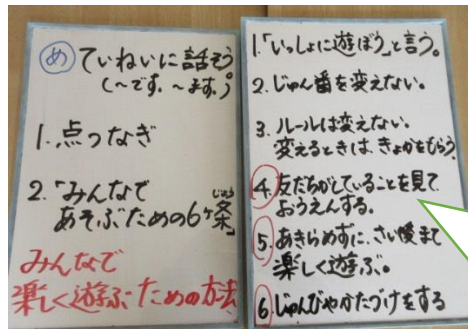 め ていねいに話そう。
(～です。～ます。)
1. 点つなぎ
2.「みんなで
あそぶための6ヶ条」
じょう
みんなで
楽しく遊ぶための方法
1.「いっしょに遊ぼう」と言う。
2. じゅん番を変えない。
3. ルールは変えない。
変えるときは、きょかをもらう。
4. 友だちがしていることを見て
おうえんする。
5. あきらめずに、さい後まで
楽しく遊ぶ。
6. じゅんびやかたづけをする